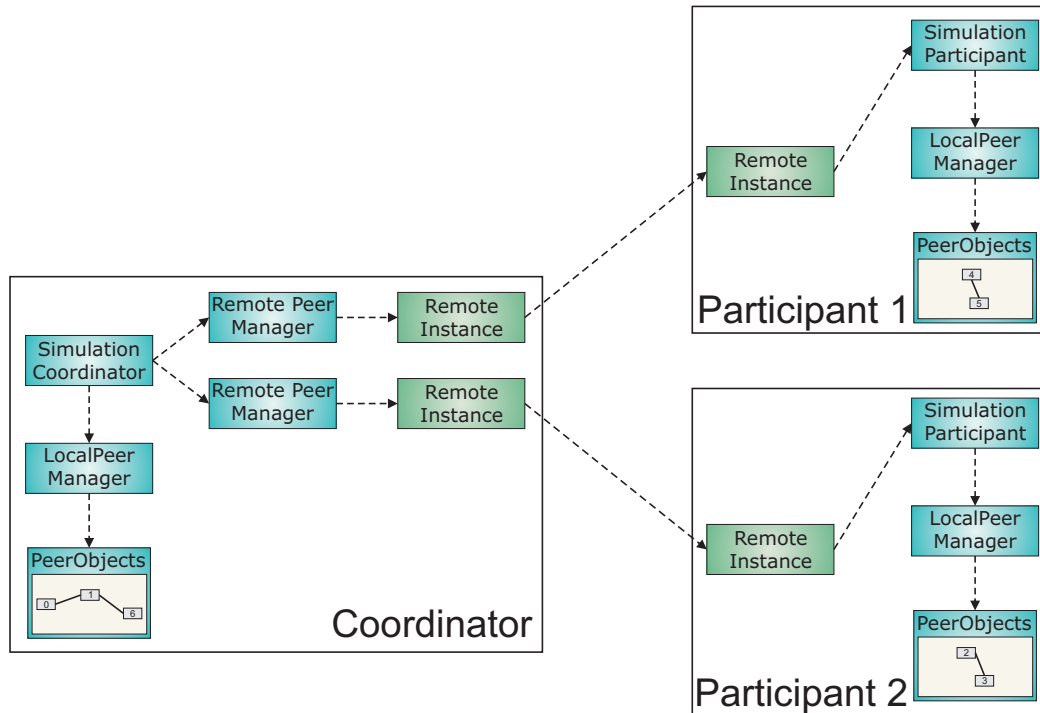 Simulation
Participant
LocalPeer
Manager
Remote
Instance
PeerObjects
4
5
Participant 1
Remote Peer
Manager
Remote
Instance
Simulation
Coordinator
Remote Peer
Manager
Remote
Instance
LocalPeer
Manager
PeerObjects
0
1
6
Coordinator
Simulation
Participant
LocalPeer
Manager
Remote
Instance
PeerObjects
2
3
Participant 2